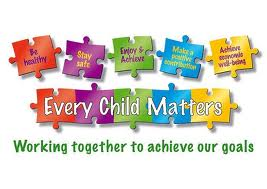 Be
healthy
Stay
safe
Enjoy &
Achieve
Make a
positive
contribution
Achieve
economic
well-being
Every Child Matters
Working together to achieve our goals